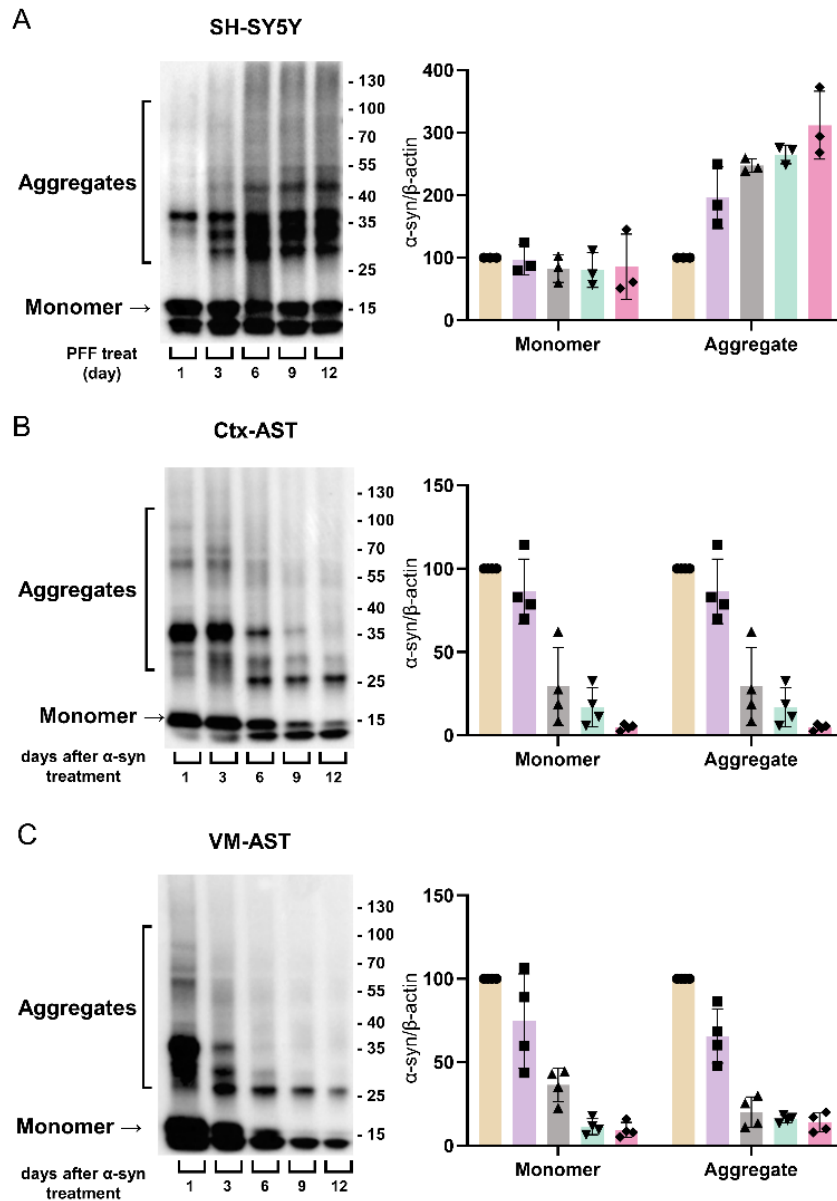 A
SH-SY5Y
Aggregates
Monomer →
- 130
- 100
- 70
- 55
- 40
- 35
- 25
- 15
PFF treat
(day)
1 3 6 9 12
α-syn/β-actin
400
300
200
100
0
Monomer Aggregate
B
Ctx-AST
Aggregates
Monomer →
- 130
- 100
- 70
- 55
- 40
- 35
- 25
- 15
days after α-syn
treatment
1 3 6 9 12
α-syn/β-actin
150
100
50
0
Monomer Aggregate
C
VM-AST
Aggregates
Monomer →
- 130
- 100
- 70
- 55
- 40
- 35
- 25
- 15
days after α-syn
treatment
1 3 6 9 12
α-syn/β-actin
150
100
50
0
Monomer Aggregate